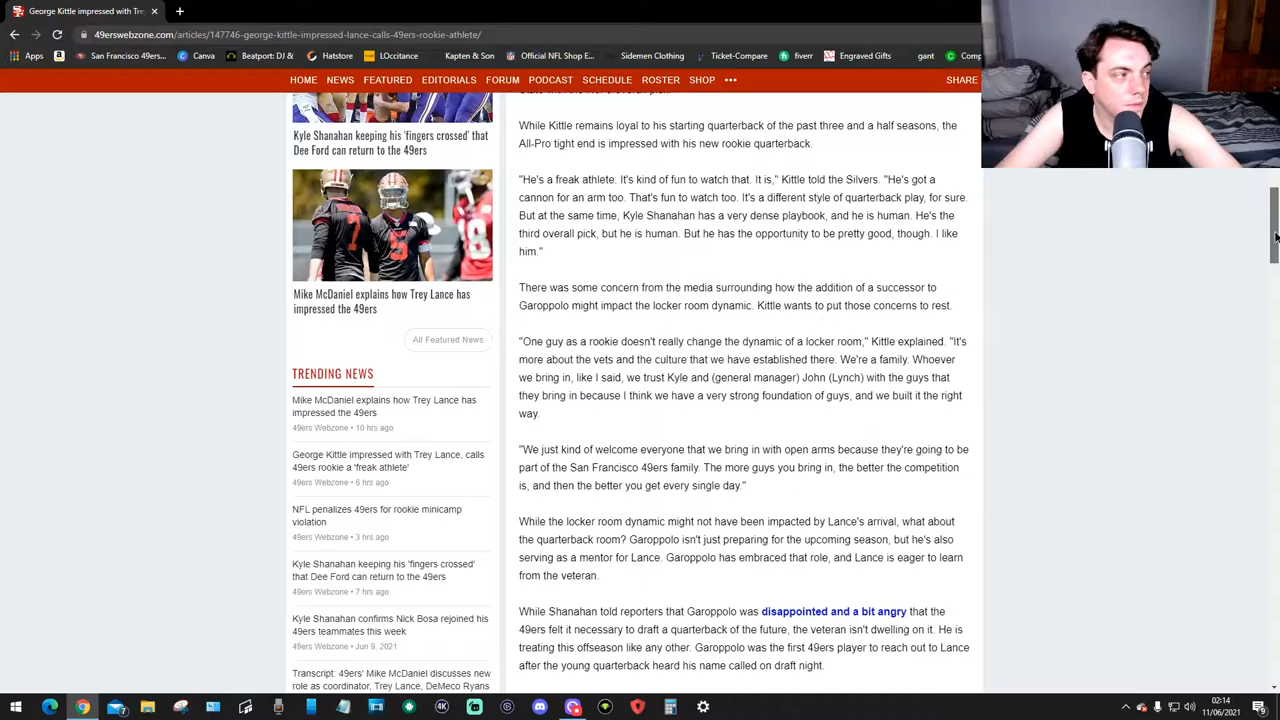 George Kittle impressed with Tre
49erswebzone.com/articles/147746-george-kittle-impressed-lance-calls-49ers-rookie-athlete/
Apps San Francisco 49ers... Canva Beatport: DJ &... Hatstore LOccitance Kapten & Son Official NFL Shop E... Sidemen Clothing Ticket-Compare fiverr Engraved Gifts gant Comp
HOME NEWS FEATURED EDITORIALS FORUM PODCAST SCHEDULE ROSTER SHOP ••• SHARE
Kyle Shanahan keeping his 'fingers crossed' that
Dee Ford can return to the 49ers
Mike McDaniel explains how Trey Lance has
impressed the 49ers
All Featured News
TRENDING NEWS
Mike McDaniel explains how Trey Lance has
impressed the 49ers
49ers Webzone • 10 hrs ago
George Kittle impressed with Trey Lance, calls
49ers rookie a 'freak athlete'
49ers Webzone • 6 hrs ago
NFL penalizes 49ers for rookie minicamp
violation
49ers Webzone • 3 hrs ago
Kyle Shanahan keeping his 'fingers crossed'
that Dee Ford can return to the 49ers
49ers Webzone • 7 hrs ago
Kyle Shanahan confirms Nick Bosa rejoined his
49ers teammates this week
49ers Webzone • Jun 9, 2021
Transcript: 49ers' Mike McDaniel discusses new
role as coordinator, Trey Lance, DeMeco Ryans
While Kittle remains loyal to his starting quarterback of the past three and a half seasons, the
All-Pro tight end is impressed with his new rookie quarterback.
"He's a freak athlete. It's kind of fun to watch that. It is," Kittle told the Silvers. "He's got a
cannon for an arm too. That's fun to watch too. It's a different style of quarterback play, for sure.
But at the same time, Kyle Shanahan has a very dense playbook, and he is human. He's the
third overall pick, but he is human. But he has the opportunity to be pretty good, though. I like
him."
There was some concern from the media surrounding how the addition of a successor to
Garoppolo might impact the locker room dynamic. Kittle wants to put those concerns to rest.
"One guy as a rookie doesn't really change the dynamic of a locker room," Kittle explained. "It's
more about the vets and the culture that we have established there. We're a family. Whoever
we bring in, like I said, we trust Kyle and (general manager) John (Lynch) with the guys that
they bring in because I think we have a very strong foundation of guys, and we built it the right
way.
"We just kind of welcome everyone that we bring in with open arms because they're going to be
part of the San Francisco 49ers family. The more guys you bring in, the better the competition
is, and then the better you get every single day."
While the locker room dynamic might not have been impacted by Lance's arrival, what about
the quarterback room? Garoppolo isn't just preparing for the upcoming season, but he's also
serving as a mentor for Lance. Garoppolo has embraced that role, and Lance is eager to learn
from the veteran.
While Shanahan told reporters that Garoppolo was disappointed and a bit angry that the
49ers felt it necessary to draft a quarterback of the future, the veteran isn't dwelling on it. He is
treating this offseason like any other. Garoppolo was the first 49ers player to reach out to Lance
after the young quarterback heard his name called on draft night.
02:14
11/06/2021